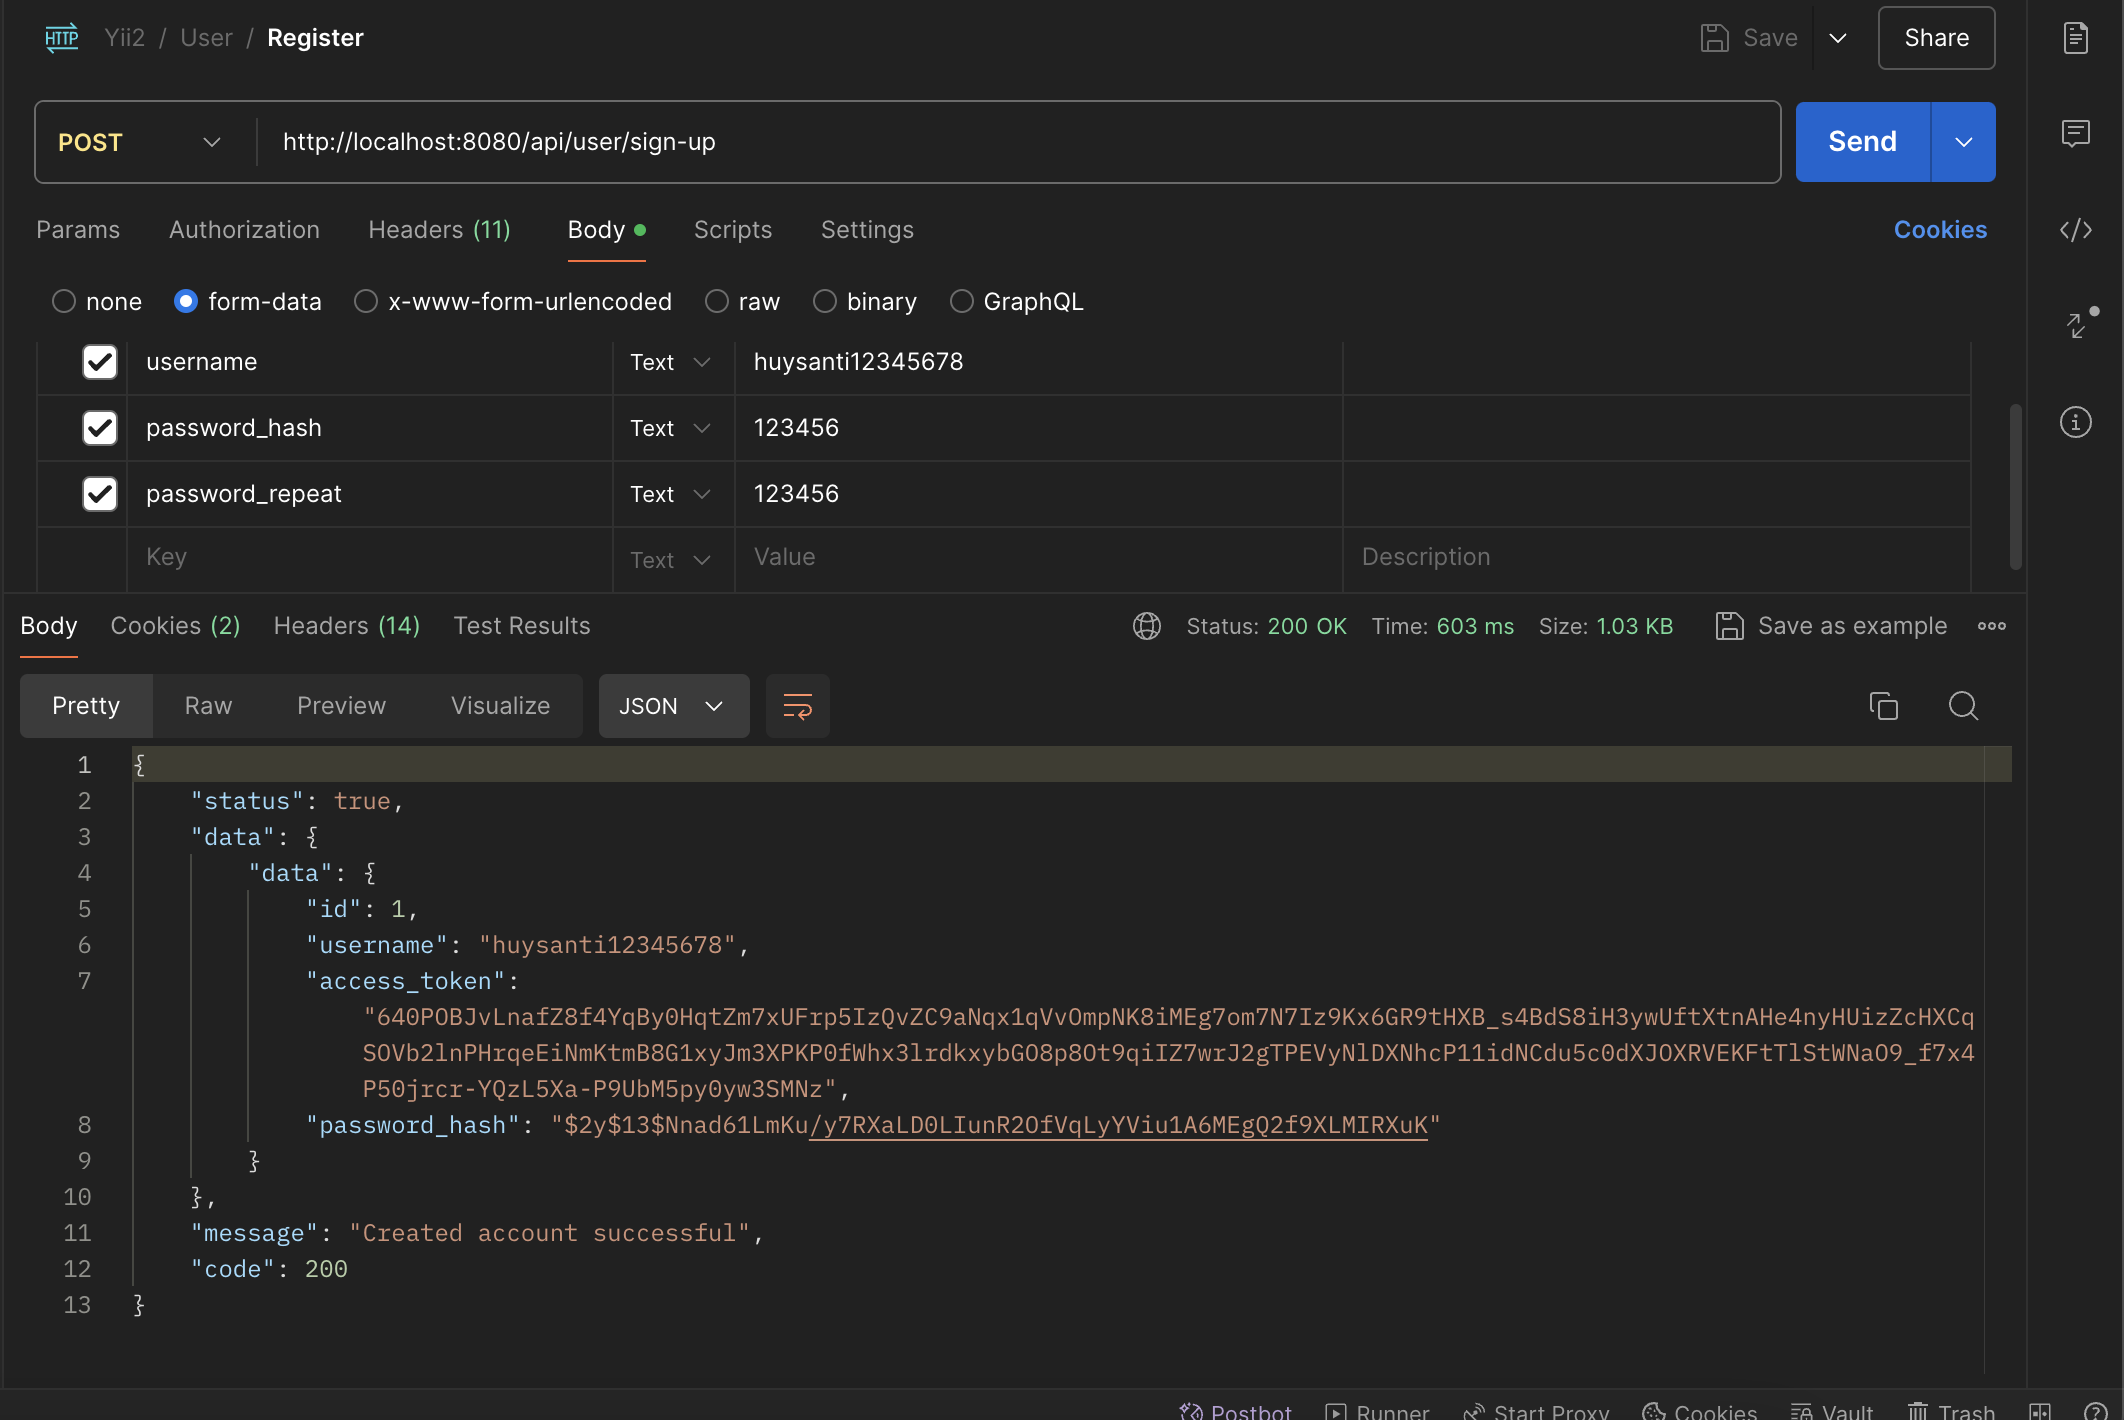 HTTP Yii2 / User / Register Save Share
POST http://localhost:8080/api/user/sign-up Send
Params Authorization Headers (11) Body Scripts Settings Cookies
none form-data x-www-form-urlencoded raw binary GraphQL
username Text huysanti12345678
password_hash Text 123456
password_repeat Text 123456
Key Text Value Description
Body Cookies (2) Headers (14) Test Results Status: 200 OK Time: 603 ms Size: 1.03 KB Save as example
Pretty Raw Preview Visualize JSON
1 {
2 "status": true,
3 "data": {
4 "data": {
5 "id": 1,
6 "username": "huysanti12345678",
7 "access_token":
"640POBJvLnafZ8f4YqBy0HqtZm7xUFrp5IzQvZC9aNqx1qVvOmpNK8iMEg7om7N7Iz9Kx6GR9tHXB_s4BdS8iH3ywUftXtnAHe4nyHUizZcHXCq
SOVb2lnPHrqeEiNmKtmB8G1xyJm3XPKP0fWhx3lrdkxybGO8p8Ot9qiIZ7wrJ2gTPEVyNlDXNhcP11idNCdu5c0dXJOXRVEKFtTlStWNaO9_f7x4
P50jrcr-YQzL5Xa-P9UbM5py0yw3SMNz",
8 "password_hash": "$2y$13$Nnad61LmKu/y7RXaLD0LIunR2OfVqLyYViu1A6MEgQ2f9XLMIRXuK"
9 }
10 },
11 "message": "Created account successful",
12 "code": 200
13 }
Postbot Runner Start Proxy Cookies Vault Trash